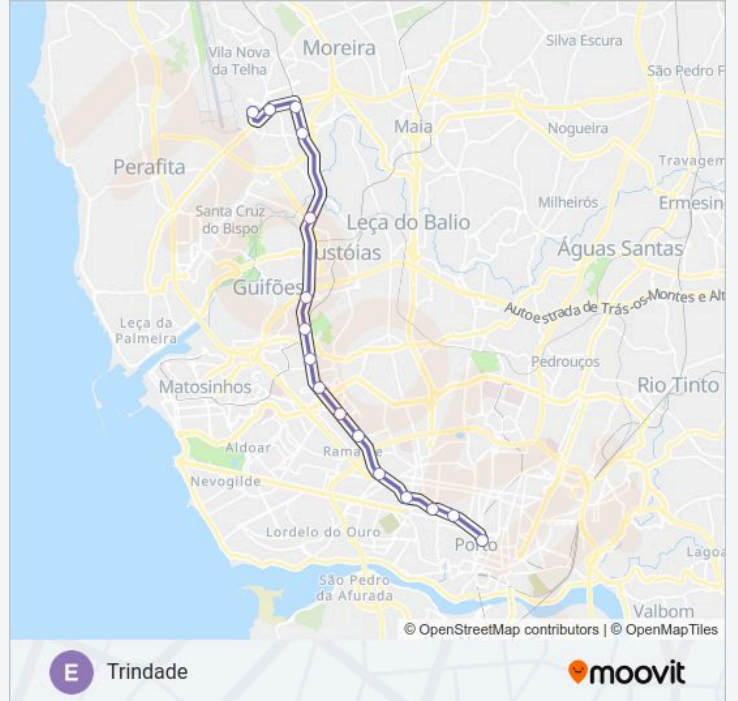 Vila Nova
da Telha
Moreira
Silva Escura
São Pedro F
Maia
Nogueira
Perafita
Travagem
Santa Cruz
do Bispo
Milheirós
Ermesin
Leça do Balio
ustóias
Águas Santas
Guifões
Autoestrada de Trás-os-Montes e Alt
Leça da
Palmeira
Pedrouços
Matosinhos
Rio Tinto
Aldoar
Rama e
Nevogilde
Lordelo do Ouro
Porto
Lagoa
São Pedro
da Afurada
Valbom
© OpenStreetMap contributors | © OpenMapTiles
E Trindade
moovit